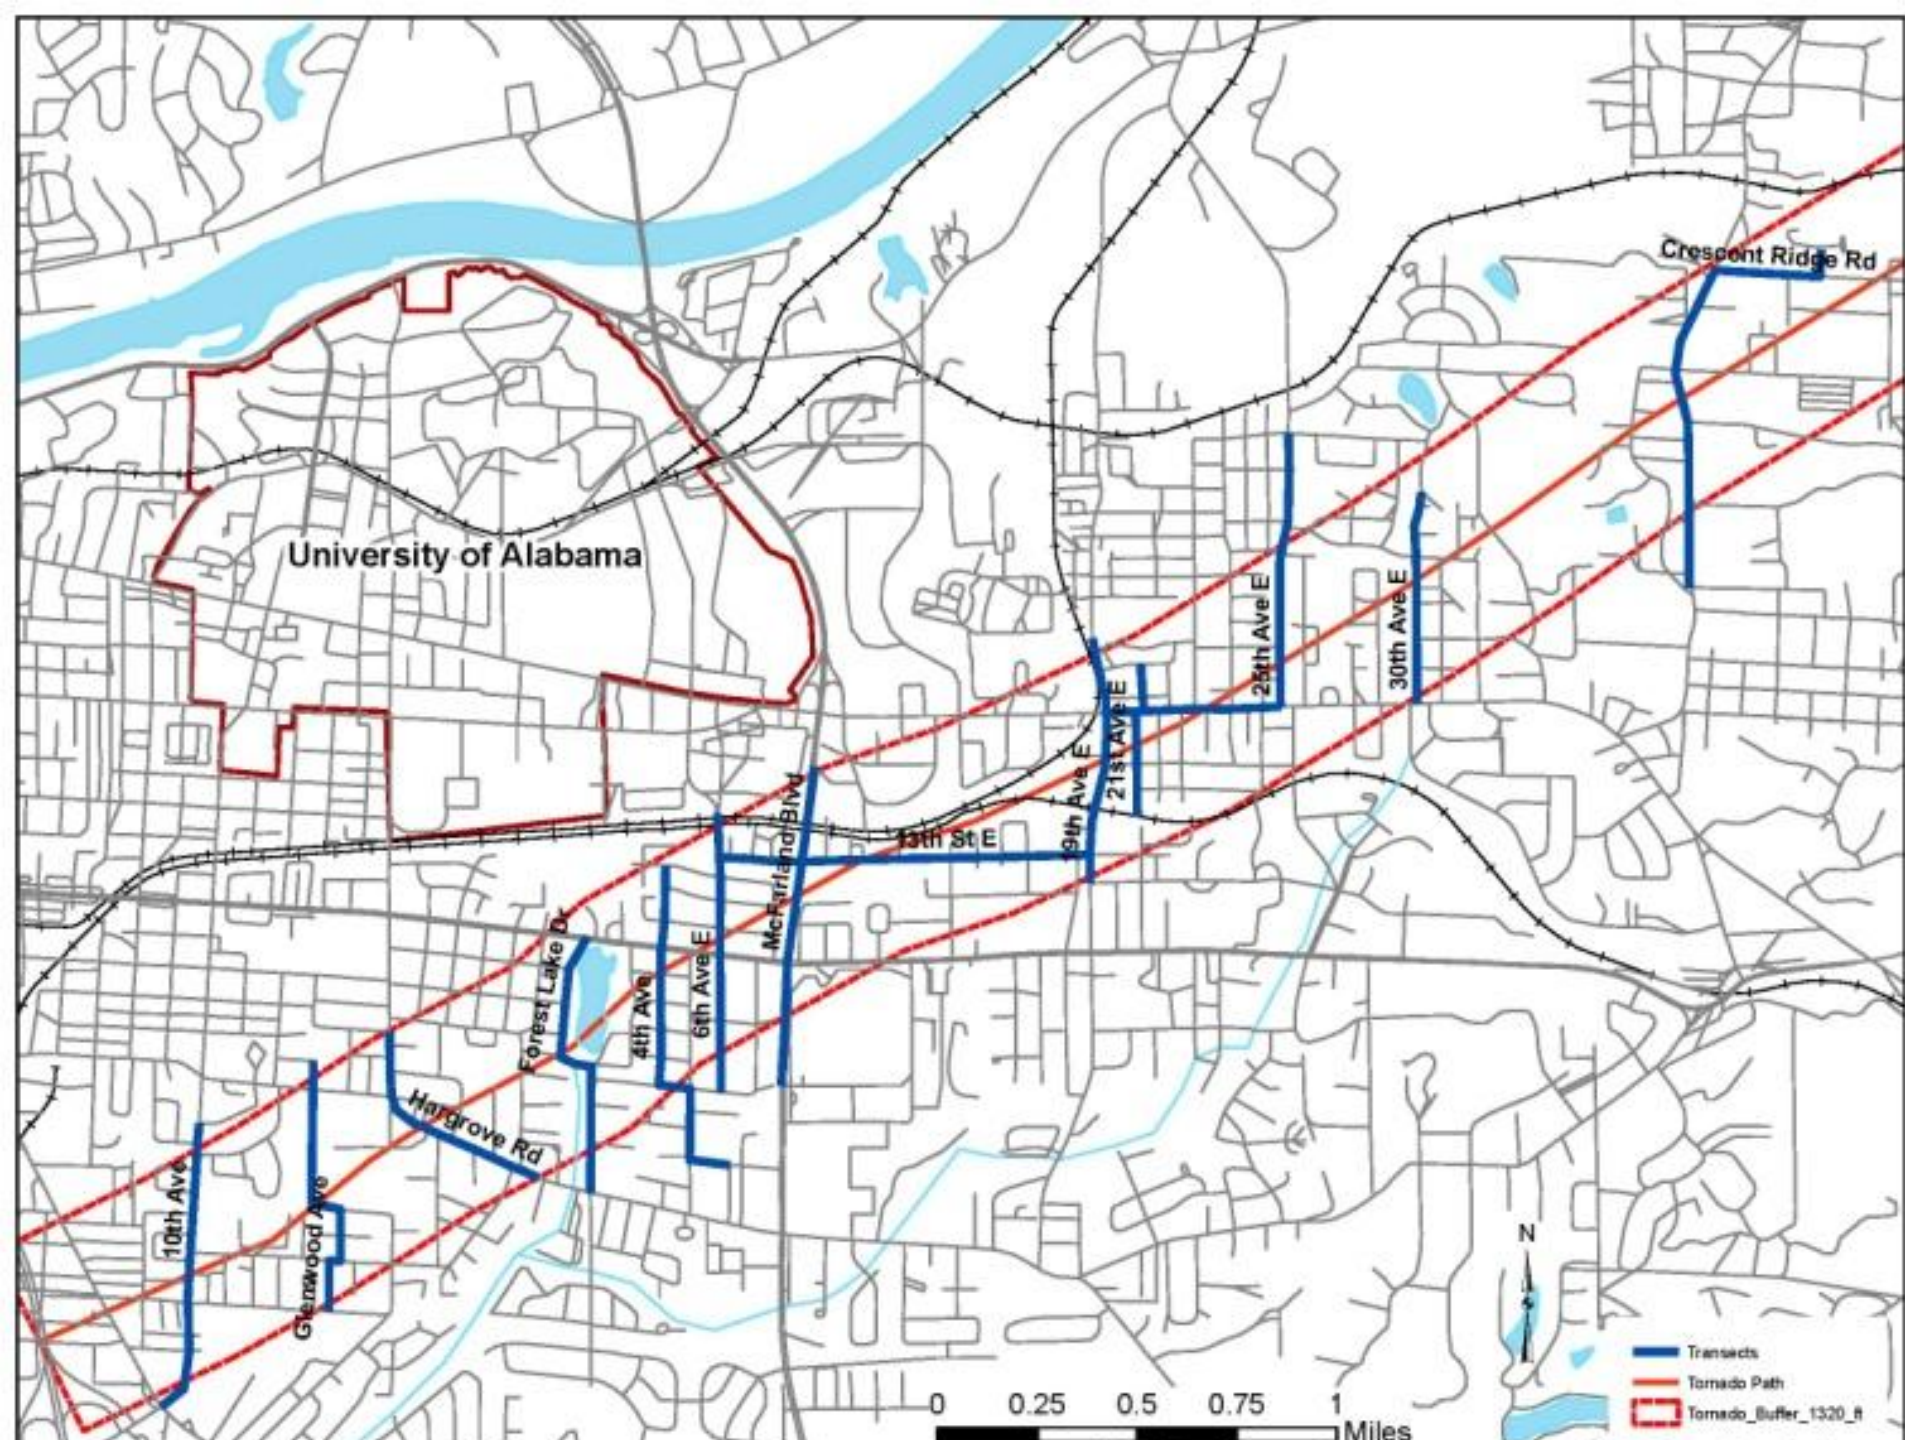 Crescent Ridge Rd
University of Alabama
25th Ave E
30th Ave E
21st Ave E
19th Ave E
McFarland Blvd
13th St E
Forest Lake Dr
4th Ave
6th Ave E
Hargrove Rd
10th Ave
Glenwood Ave
N
0 0.25 0.5 0.75 1
Miles
Transects
Tornado Path
Tornado_Buffer_1320_ft